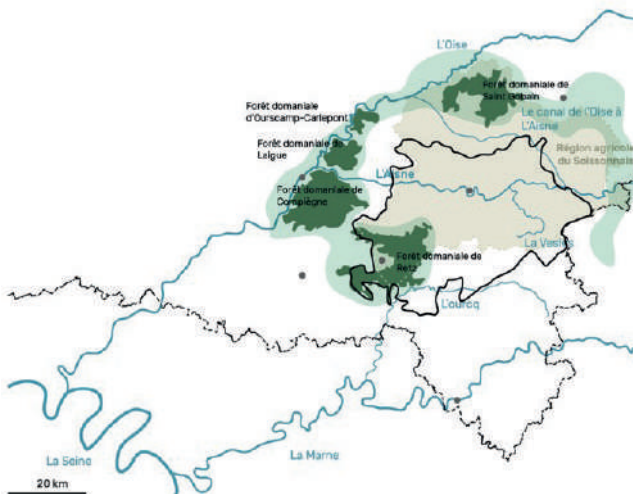 L'Oise
Forêt domaniale de
Saint Gobain
Forêt domaniale
d'Ourscamp-Carlepont
Le canal de l'Oise à
L'Aisne
Forêt domaniale de
Laigue
Région agricole
du Soissonnais
L'Aisne
Forêt domaniale de
Compiègne
La Vesle
Forêt domaniale de
Retz
L'ourcq
La Seine
La Marne
20 km